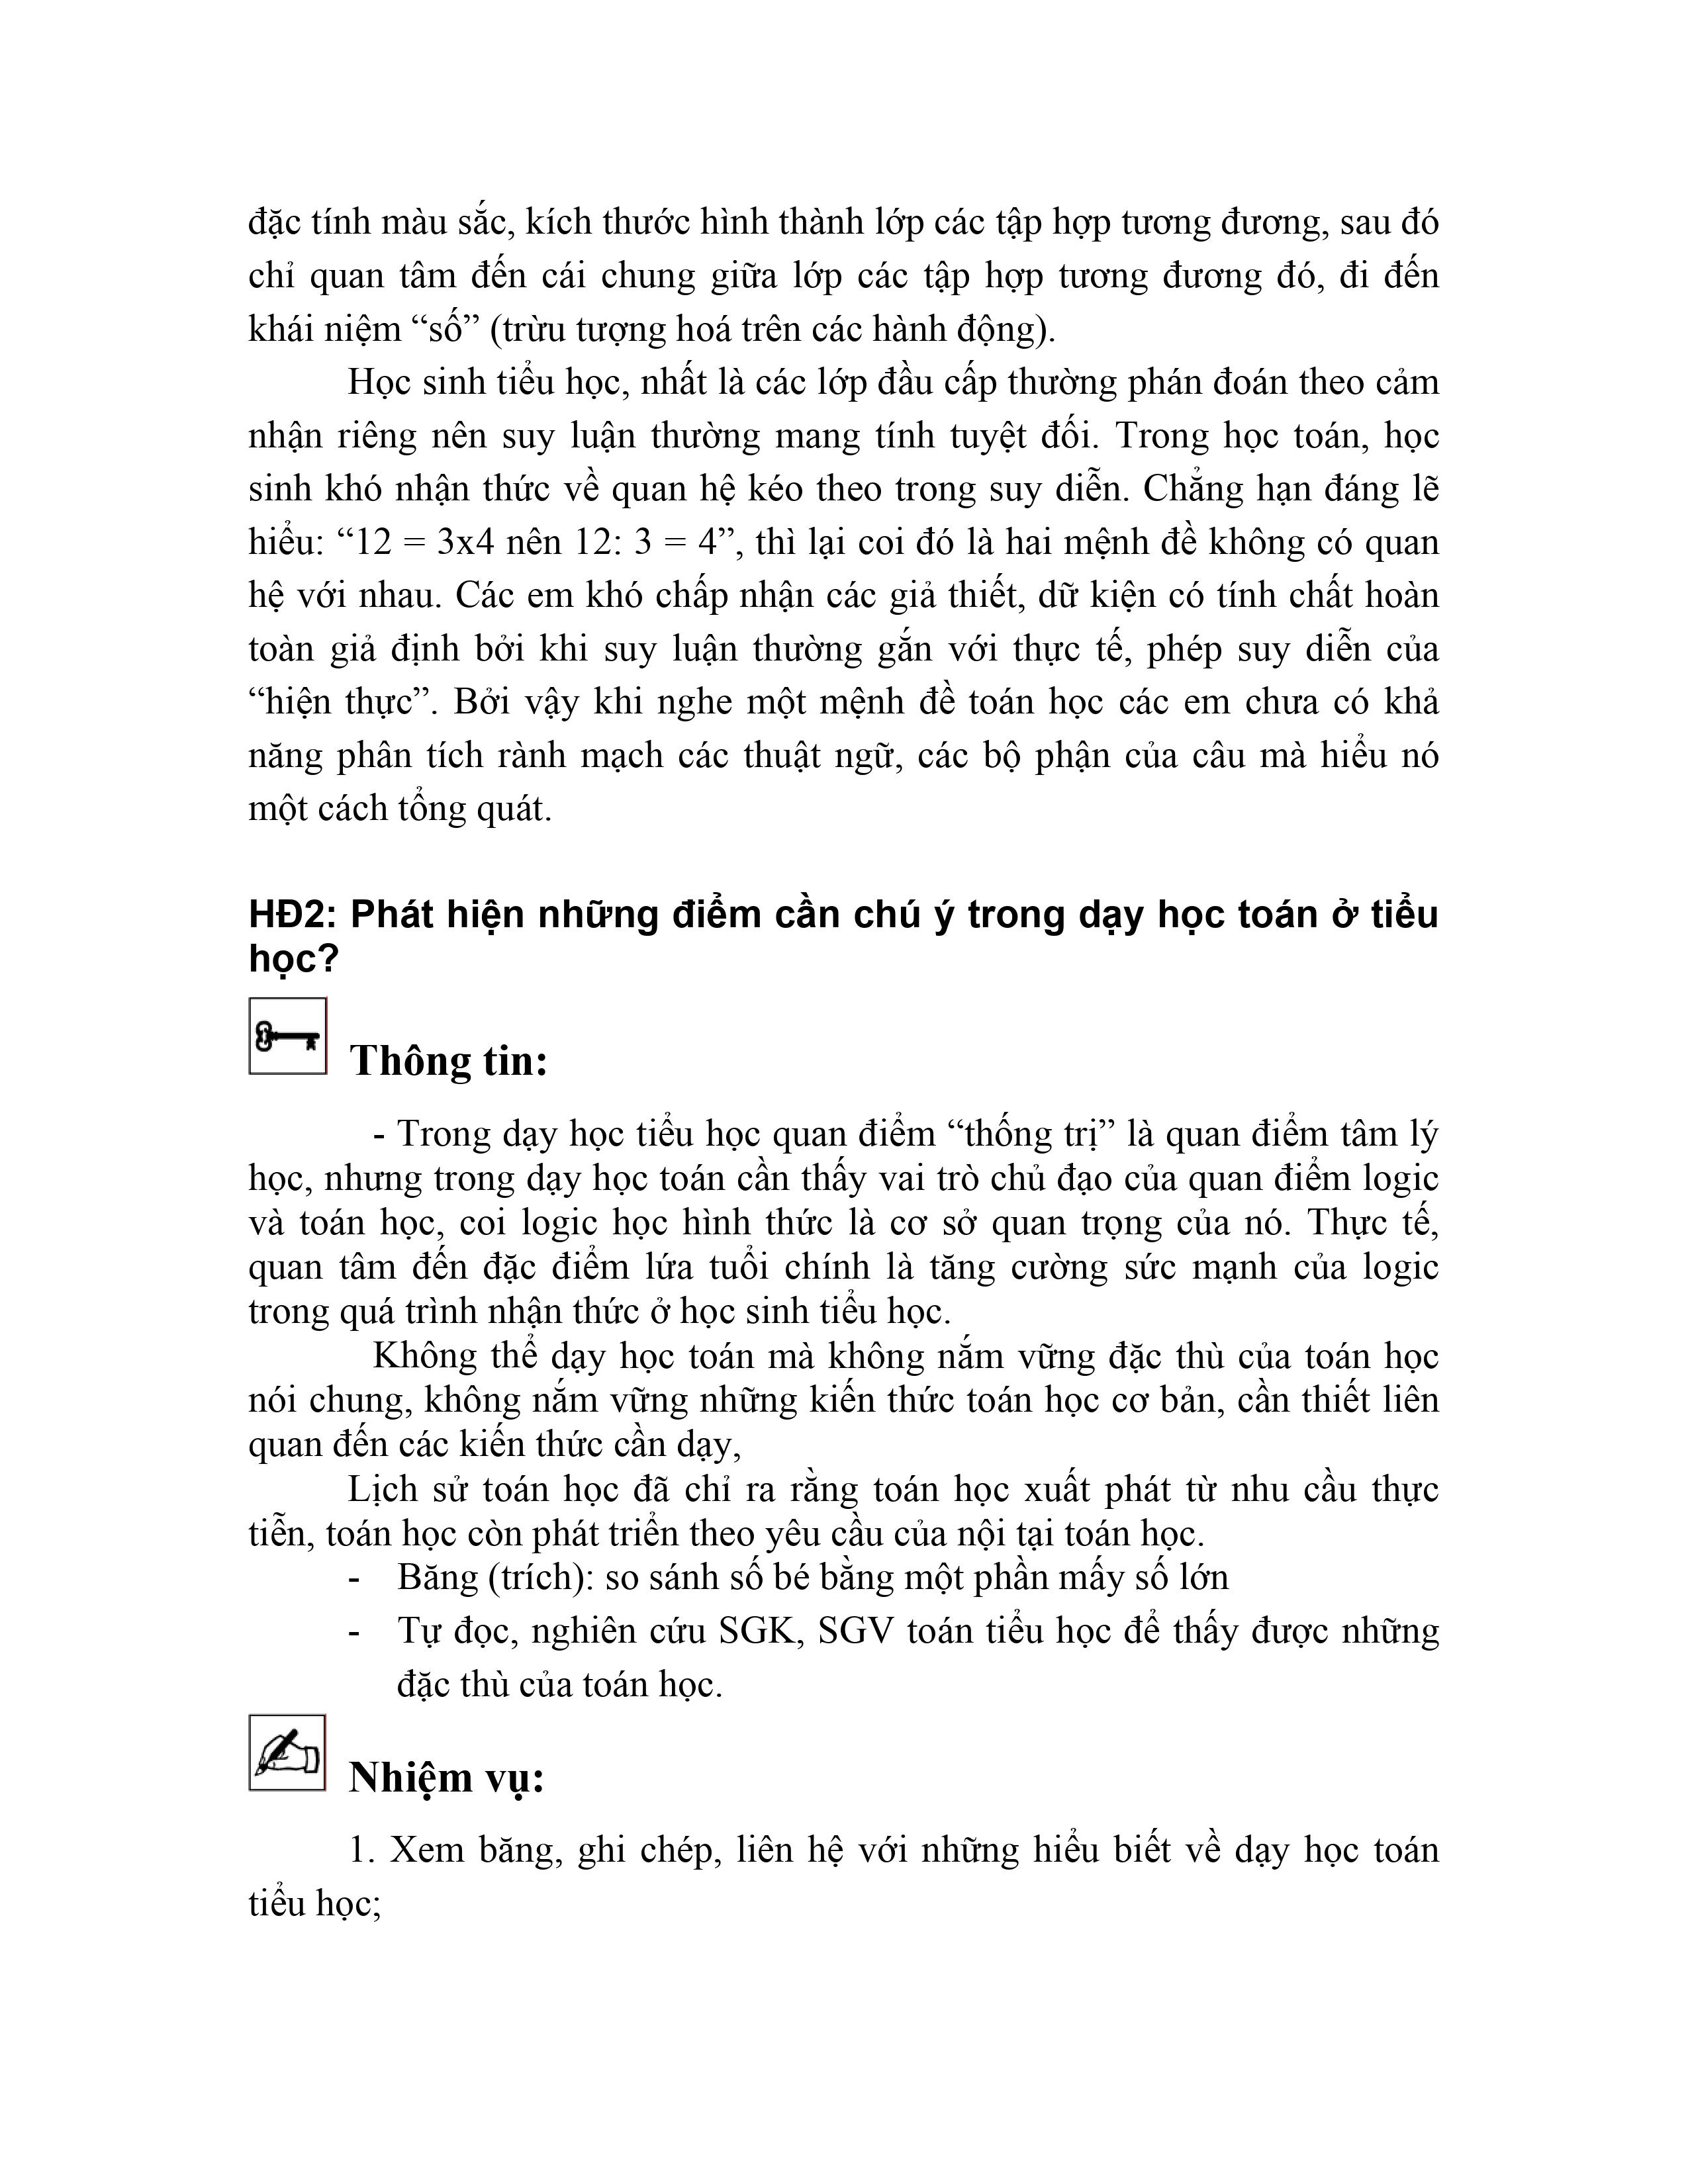 đặc tính màu sắc, kích thước hình thành lớp các tập hợp tương đương, sau đó
chỉ quan tâm đến cái chung giữa lớp các tập hợp tương đương đó, đi đến
khái niệm “số” (trừu tượng hoá trên các hành động).
Học sinh tiểu học, nhất là các lớp đầu cấp thường phán đoán theo cảm
nhận riêng nên suy luận thường mang tính tuyệt đối. Trong học toán, học
sinh khó nhận thức về quan hệ kéo theo trong suy diễn. Chẳng hạn đáng lẽ
hiểu: “12 = 3x4 nên 12: 3 = 4”, thì lại coi đó là hai mệnh đề không có quan
hệ với nhau. Các em khó chấp nhận các giả thiết, dữ kiện có tính chất hoàn
toàn giả định bởi khi suy luận thường gắn với thực tế, phép suy diễn của
“hiện thực”. Bởi vậy khi nghe một mệnh đề toán học các em chưa có khả
năng phân tích rành mạch các thuật ngữ, các bộ phận của câu mà hiểu nó
một cách tổng quát.
HĐ2: Phát hiện những điểm cần chú ý trong dạy học toán ở tiểu
học?
Thông tin:
- Trong dạy học tiểu học quan điểm “thống trị” là quan điểm tâm lý
học, nhưng trong dạy học toán cần thấy vai trò chủ đạo của quan điểm logic
và toán học, coi logic học hình thức là cơ sở quan trọng của nó. Thực tế,
quan tâm đến đặc điểm lứa tuổi chính là tăng cường sức mạnh của logic
trong quá trình nhận thức ở học sinh tiểu học.
Không thể dạy học toán mà không nắm vững đặc thù của toán học
nói chung, không nắm vững những kiến thức toán học cơ bản, cần thiết liên
quan đến các kiến thức cần dạy,
Lịch sử toán học đã chỉ ra rằng toán học xuất phát từ nhu cầu thực
tiễn, toán học còn phát triển theo yêu cầu của nội tại toán học.
- Băng (trích): so sánh số bé bằng một phần mấy số lớn
- Tự đọc, nghiên cứu SGK, SGV toán tiểu học để thấy được những
đặc thù của toán học.
Nhiệm vụ:
1. Xem băng, ghi chép, liên hệ với những hiểu biết về dạy học toán
tiểu học;